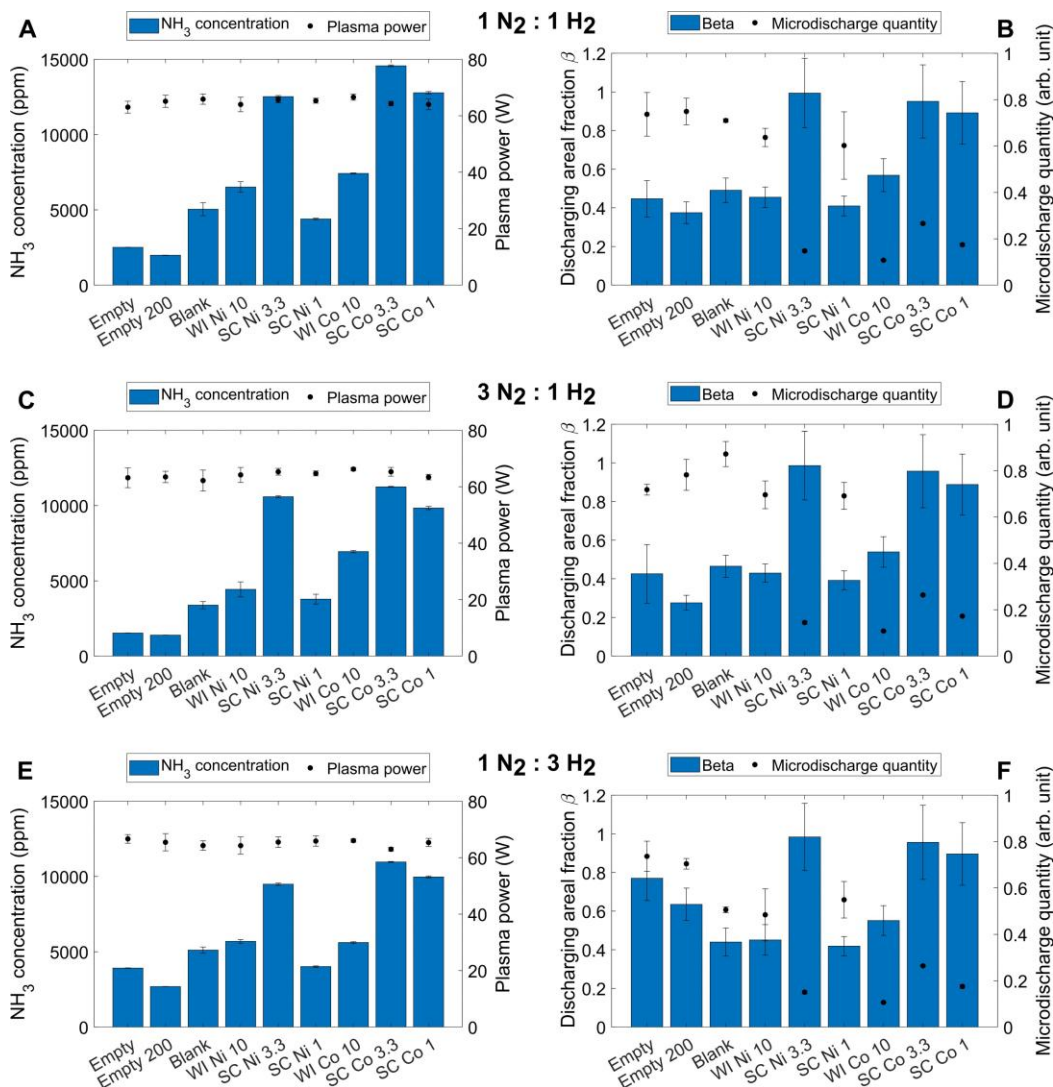 A
NH3 concentration
Plasma power
1 N2 : 1 H2
Beta
Microdischarge quantity
B
NH3 concentration (ppm)
15000
10000
5000
0
Plasma power (W)
80
60
40
20
0
Empty
Empty 200
Blank
WI Ni 10
SC Ni 3.3
SC Ni 1
WI Co 10
SC Co 3.3
SC Co 1
Discharging areal fraction β
1.2
1
0.8
0.6
0.4
0.2
0
Microdischarge quantity (arb. unit)
1
0.8
0.6
0.4
0.2
0
Empty
Empty 200
Blank
WI Ni 10
SC Ni 3.3
SC Ni 1
WI Co 10
SC Co 3.3
SC Co 1
C
NH3 concentration
Plasma power
3 N2 : 1 H2
Beta
Microdischarge quantity
D
NH3 concentration (ppm)
15000
10000
5000
0
Plasma power (W)
80
60
40
20
0
Empty
Empty 200
Blank
WI Ni 10
SC Ni 3.3
SC Ni 1
WI Co 10
SC Co 3.3
SC Co 1
Discharging areal fraction β
1.2
1
0.8
0.6
0.4
0.2
0
Microdischarge quantity (arb. unit)
1
0.8
0.6
0.4
0.2
0
Empty
Empty 200
Blank
WI Ni 10
SC Ni 3.3
SC Ni 1
WI Co 10
SC Co 3.3
SC Co 1
E
NH3 concentration
Plasma power
1 N2 : 3 H2
Beta
Microdischarge quantity
F
NH3 concentration (ppm)
15000
10000
5000
0
Plasma power (W)
80
60
40
20
0
Empty
Empty 200
Blank
WI Ni 10
SC Ni 3.3
SC Ni 1
WI Co 10
SC Co 3.3
SC Co 1
Discharging areal fraction β
1.2
1
0.8
0.6
0.4
0.2
0
Microdischarge quantity (arb. unit)
1
0.8
0.6
0.4
0.2
0
Empty
Empty 200
Blank
WI Ni 10
SC Ni 3.3
SC Ni 1
WI Co 10
SC Co 3.3
SC Co 1